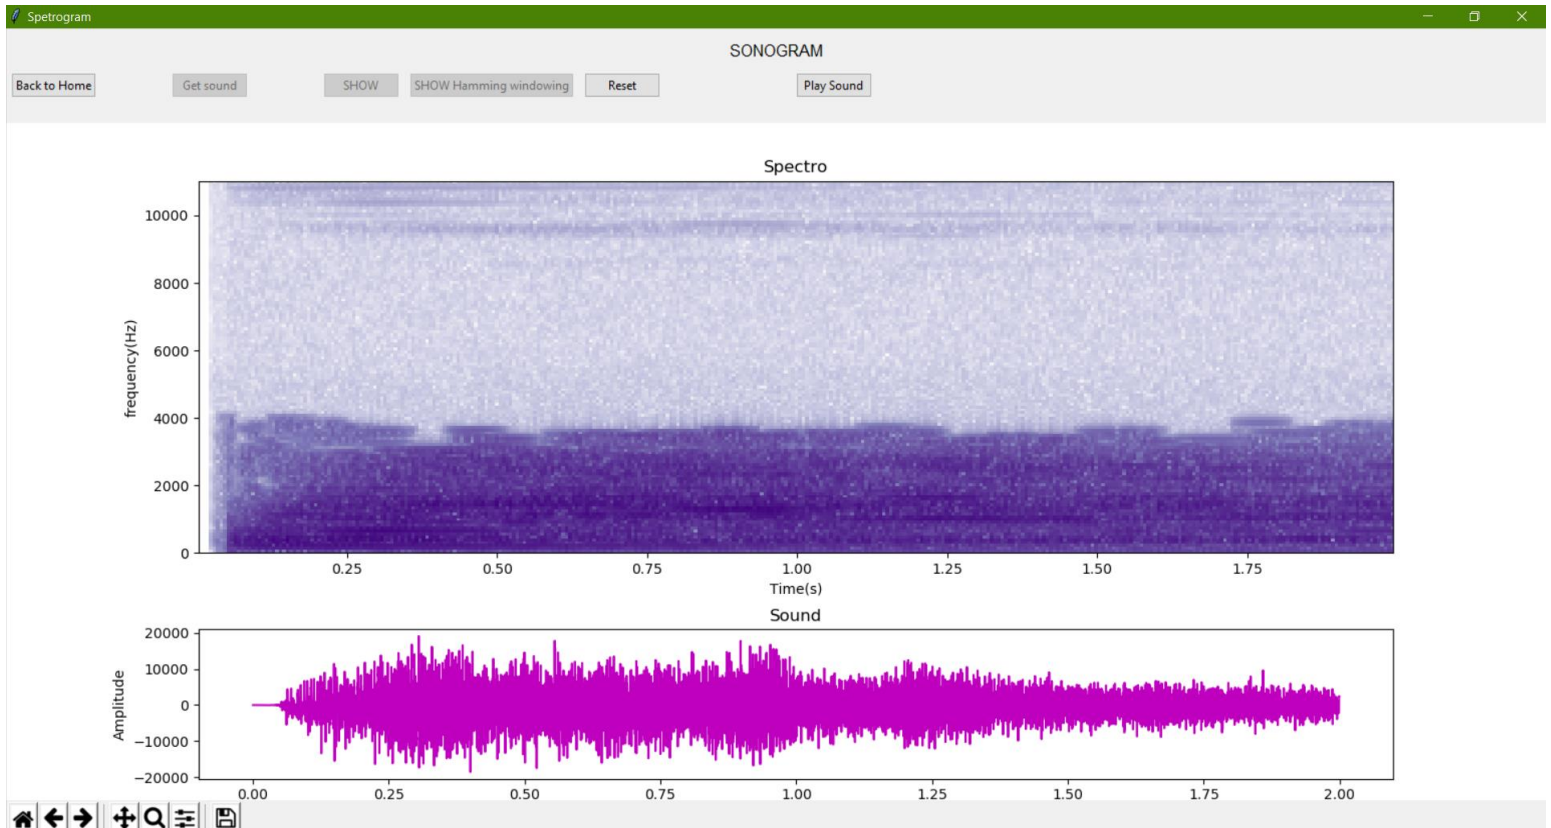 Spetrogram
SONOGRAM
Back to Home Get sound SHOW SHOW Hamming windowing Reset Play Sound
Spectro
10000
8000
6000
4000
2000
0
frequency(Hz)
0.25 0.50 0.75 1.00 1.25 1.50 1.75
Time(s)
Sound
20000
10000
0
−10000
−20000
Amplitude
0.00 0.25 0.50 0.75 1.00 1.25 1.50 1.75 2.00